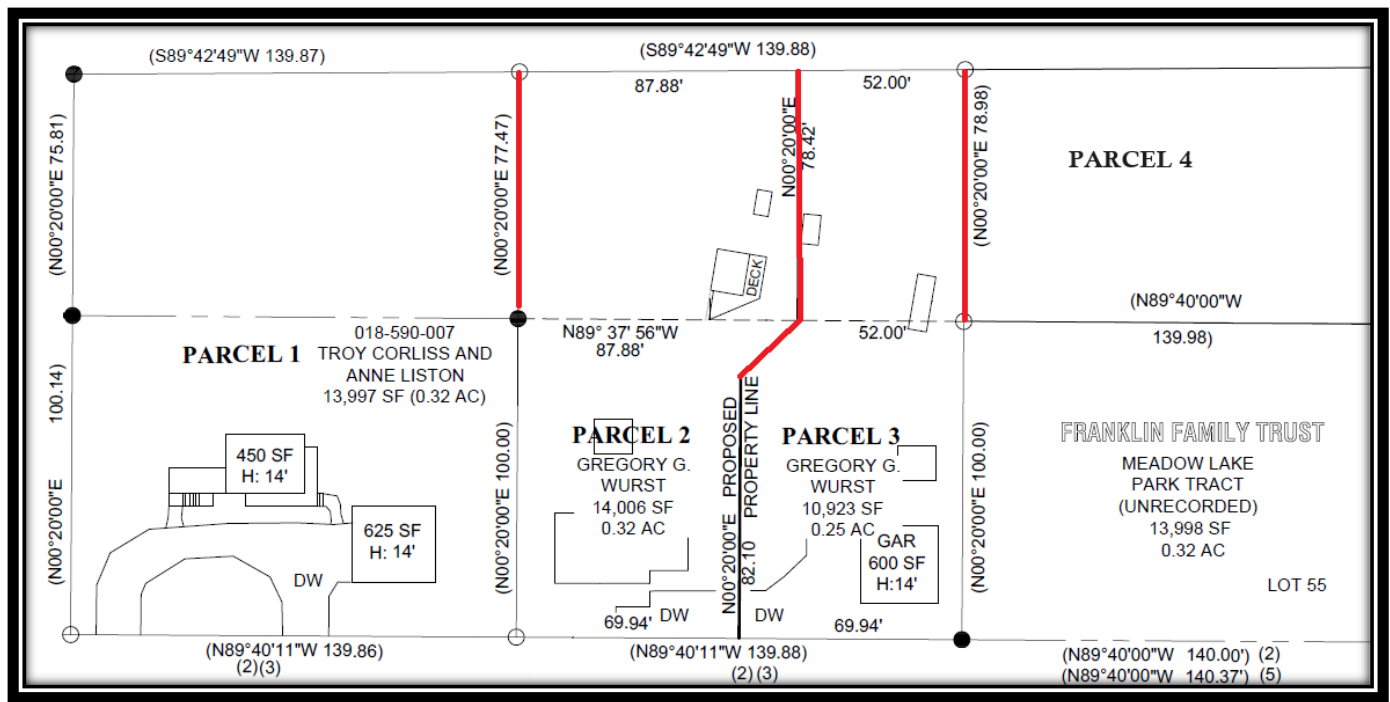 (S89°42'49"W 139.87)
(S89°42'49"W 139.88)
87.88'
52.00'
(N00°20'00"E 75.81)
(N00°20'00"E 77.47)
N00°20'00"E
78.42'
(N00°20'00"E 78.98)
PARCEL 4
DECK
(N89°40'00"W
139.98)
N89° 37' 56"W
87.88'
52.00'
018-590-007
PARCEL 1
TROY CORLISS AND
ANNE LISTON
13,997 SF (0.32 AC)
N00°20'00"E
100.14
450 SF
H: 14'
625 SF
H: 14'
DW
(N00°20'00"E 100.00)
PARCEL 2
GREGORY G.
WURST
14,006 SF
0.32 AC
69.94'
DW
N00°20'00"E PROPOSED
82.10 PROPERTY LINE
PARCEL 3
GREGORY G.
WURST
10,923 SF
0.25 AC
GAR
600 SF
H:14'
DW
69.94'
(N00°20'00"E 100.00)
FRANKLIN FAMILY TRUST
MEADOW LAKE
PARK TRACT
(UNRECORDED)
13,998 SF
0.32 AC
LOT 55
(N89°40'11"W 139.86)
(2)(3)
(N89°40'11"W 139.88)
(2)(3)
(N89°40'00"W 140.00') (2)
(N89°40'00"W 140.37') (5)